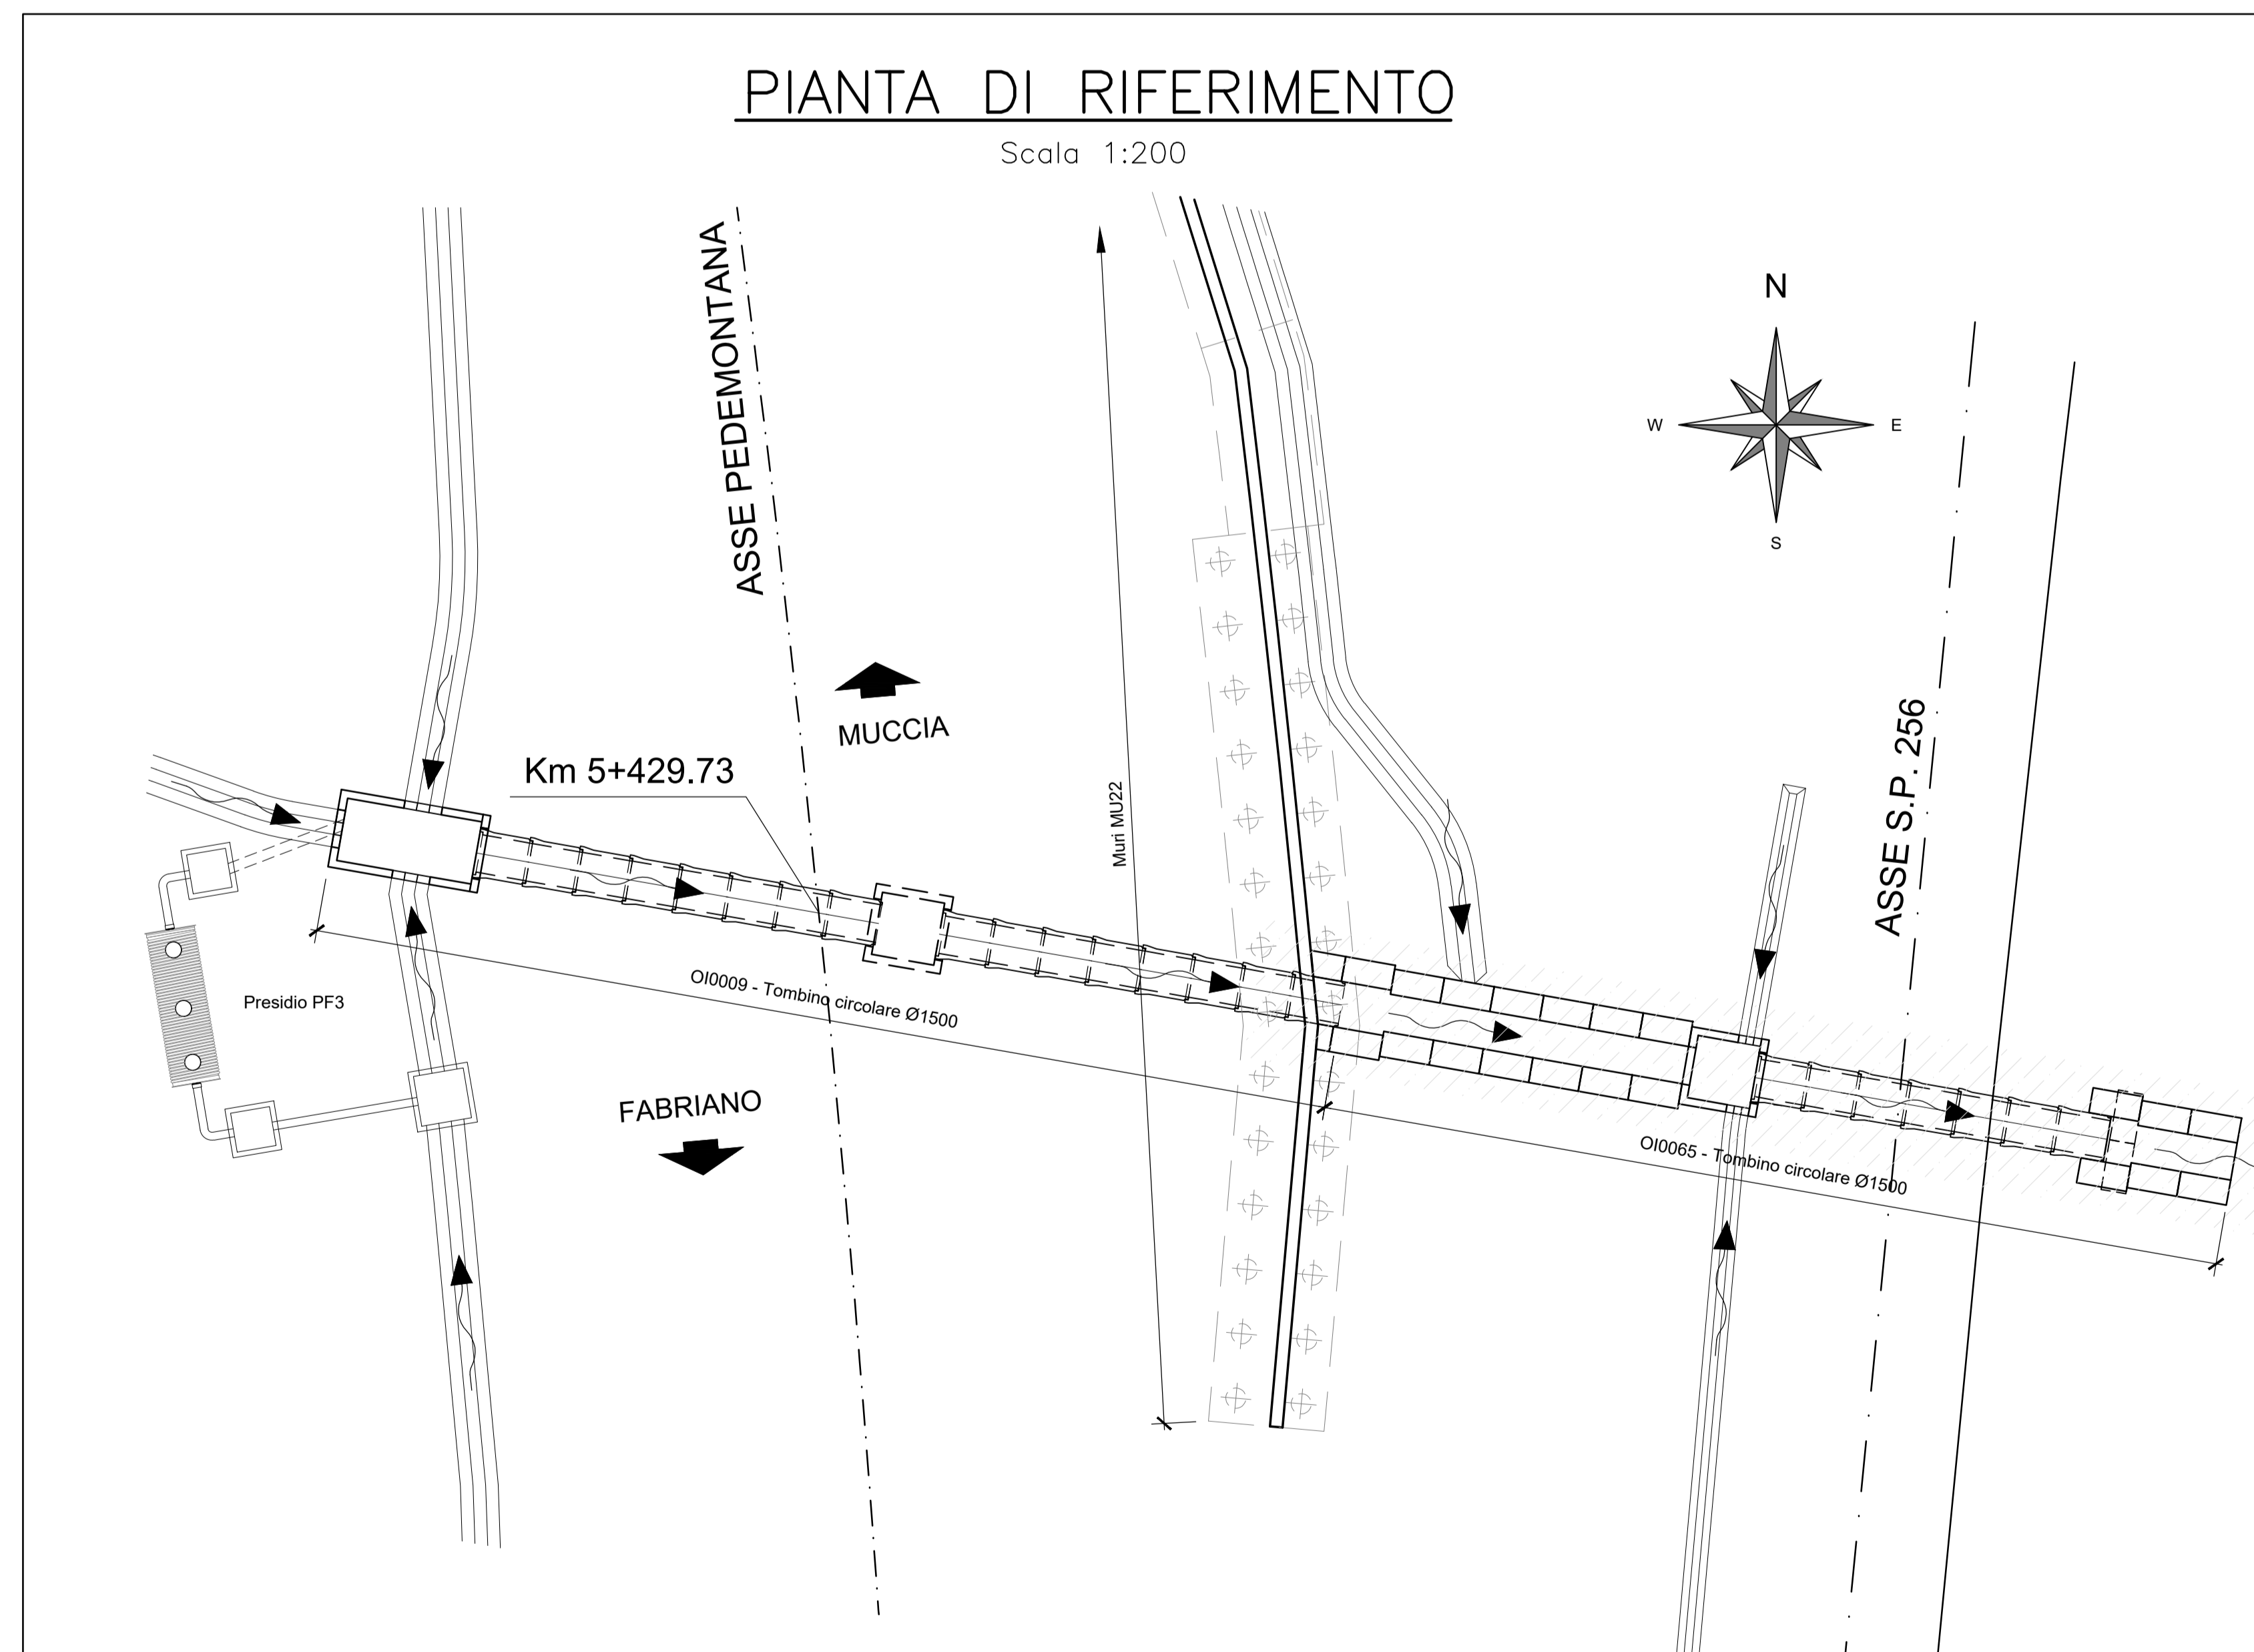 PIANTA DI RIFERIMENTO
Scala 1:200
ASSE PEDEMONTANA
N
W
E
S
MUCCIA
Km 5+429.73
Muri MU22
ASSE S.P. 256
OI0009 - Tombino circolare Ø1500
Presidio PF3
FABRIANO
OI0065 - Tombino circolare Ø1500